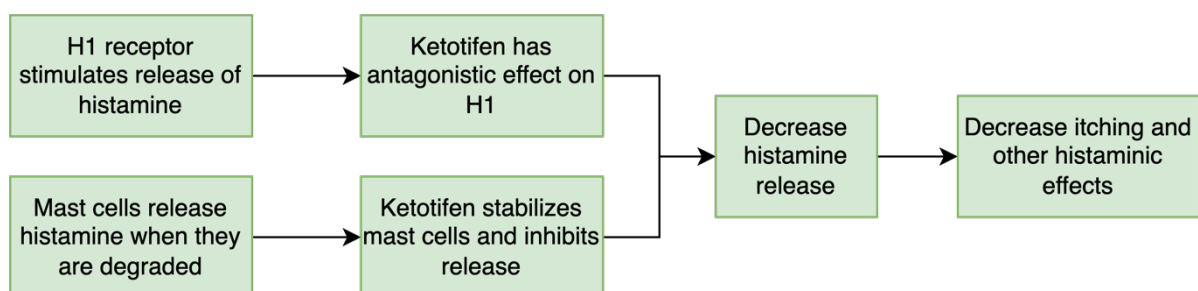 H1 receptor
stimulates release of
histamine
Ketotifen has
antagonistic effect on
H1
Mast cells release
histamine when they
are degraded
Ketotifen stabilizes
mast cells and inhibits
release
Decrease
histamine
release
Decrease itching and
other histaminic
effects